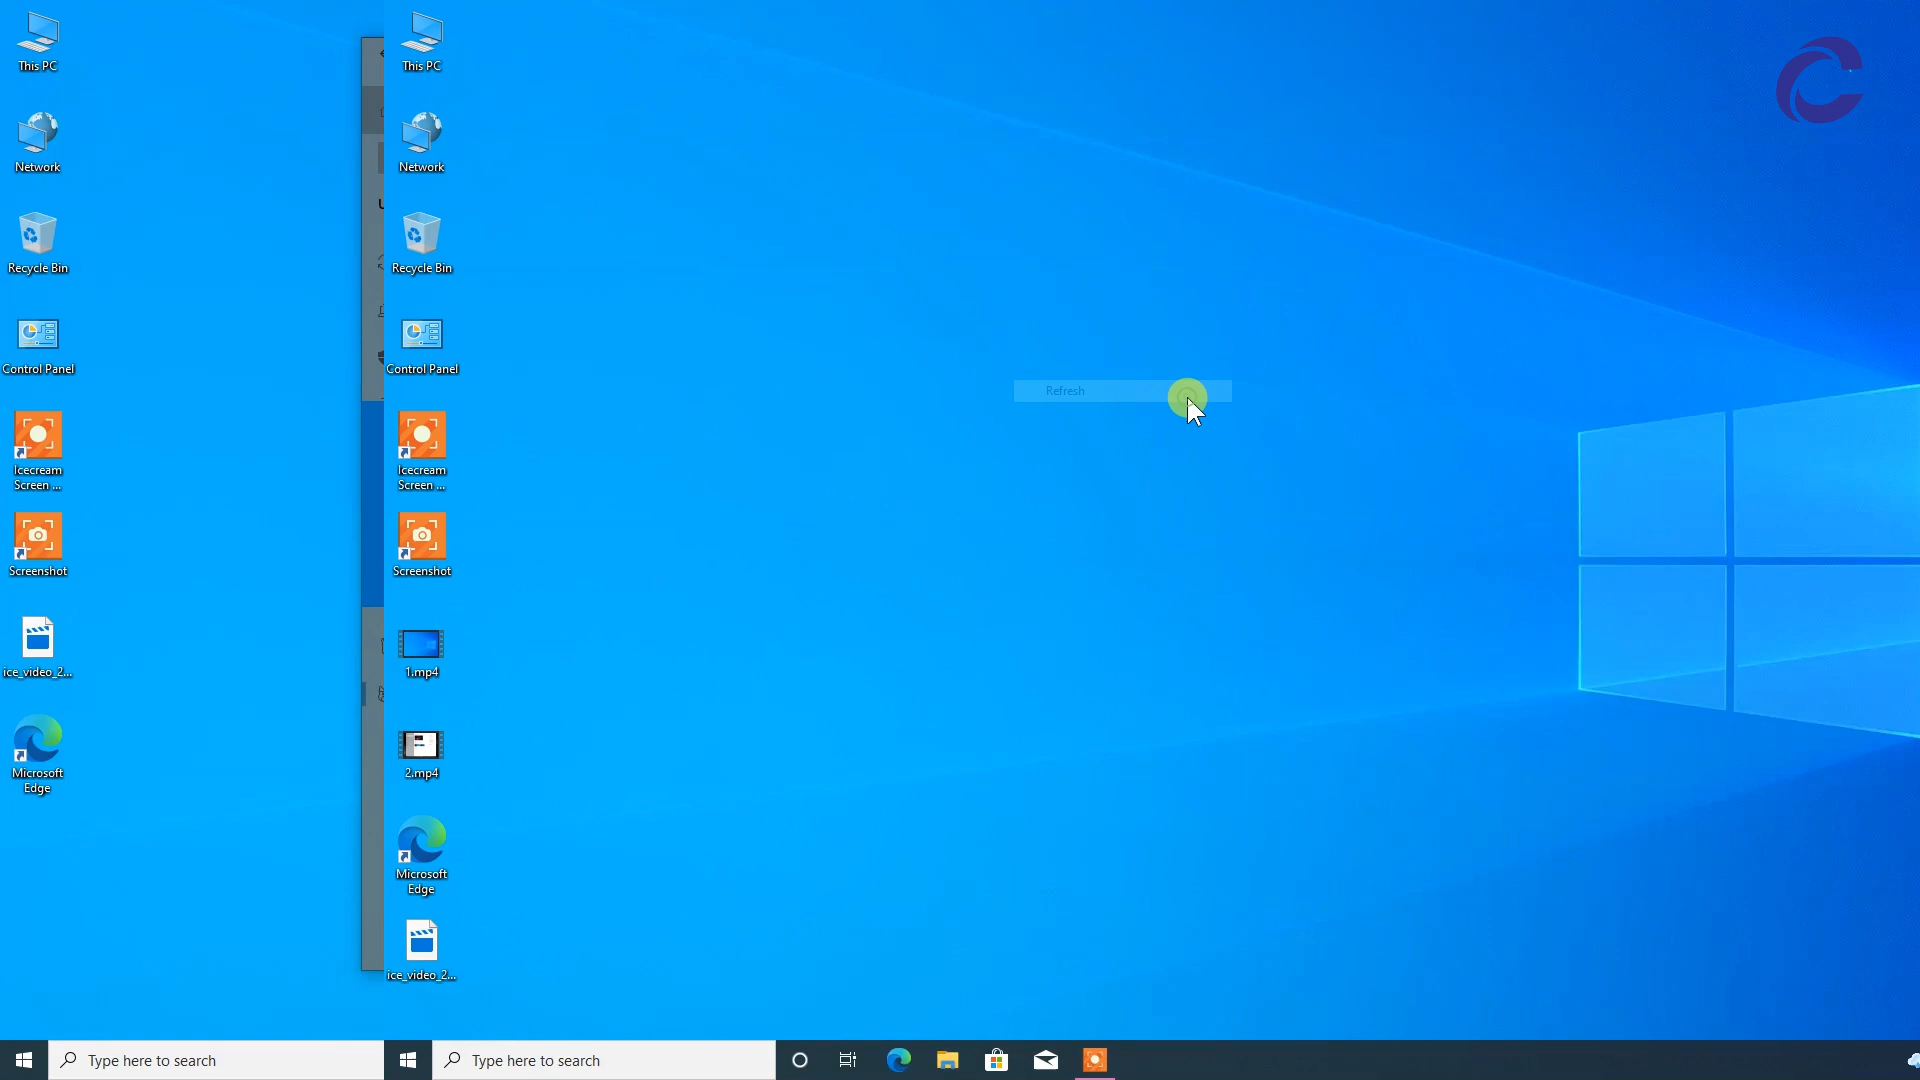 This PC
Network
Recycle Bin
Control Panel
Icecream
Screen ...
Screenshot
ice_video_2...
Microsoft
Edge
This PC
Network
Recycle Bin
Control Panel
Icecream
Screen ...
Screenshot
1.mp4
2.mp4
Microsoft
Edge
ice_video_2...
Refresh
Type here to search
Type here to search